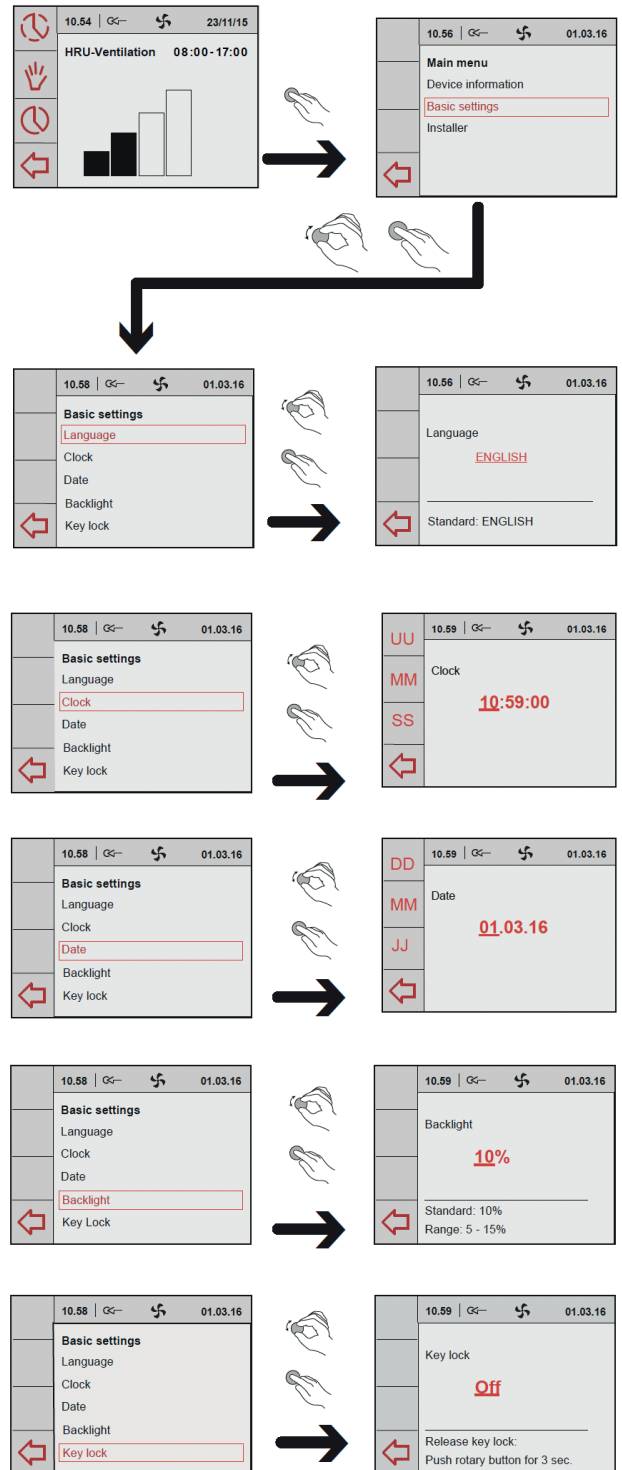 10.54 23/11/15
HRU-Ventilation 08:00-17:00
10.56 01.03.16
Main menu
Device information
Basic settings
Installer
10.58 01.03.16
Basic settings
Language
Clock
Date
Backlight
Key lock
10.56 01.03.16
Language
ENGLISH
Standard: ENGLISH
10.58 01.03.16
Basic settings
Language
Clock
Date
Backlight
Key lock
10.59 01.03.16
UU
MM
SS
Clock
10:59:00
10.58 01.03.16
Basic settings
Language
Clock
Date
Backlight
Key lock
10.59 01.03.16
DD
MM
JJ
Date
01.03.16
10.58 01.03.16
Basic settings
Language
Clock
Date
Backlight
Key Lock
10.59 01.03.16
Backlight
10%
Standard: 10%
Range: 5 - 15%
10.58 01.03.16
Basic settings
Language
Clock
Date
Backlight
Key lock
10.59 01.03.16
Key lock
Off
Release key lock:
Push rotary button for 3 sec.